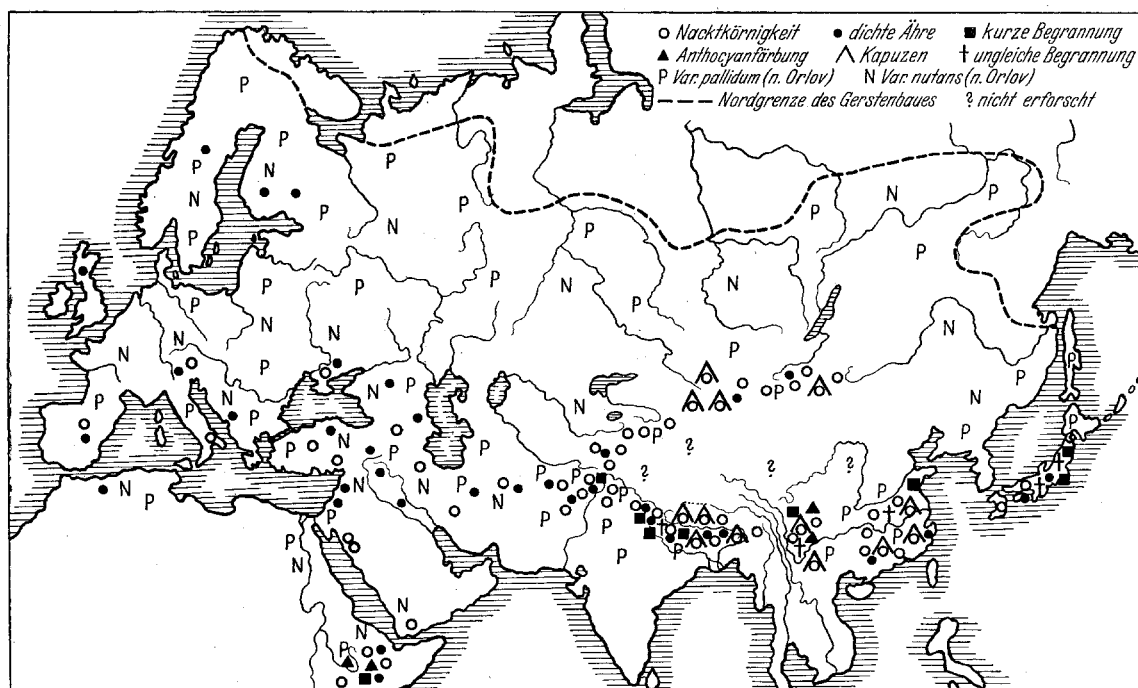 ○ Nacktkörnigkeit ● dichte Ähre ■ kurze Begrannung
▲ Anthocyanfärbung ∧ Kapuzen † ungleiche Begrannung
P Var. pallidum (n. Orlov) N Var. nutans (n. Orlov)
--- Nordgrenze des Gerstenbaues ? nicht erforscht
P P
P N P P N P
N P N P P
P P P N P
P P P N P N P
N N N P N
P P P P N
P P N N P P
N N P ? ? ? P
N P P P P P P P
P P P P P P
N P
N N
N P